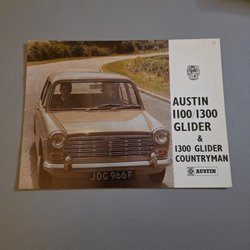 AUSTIN
1100/1300
GLIDER
&
1300 GLIDER
COUNTRYMAN
AUSTIN
JOG 966F